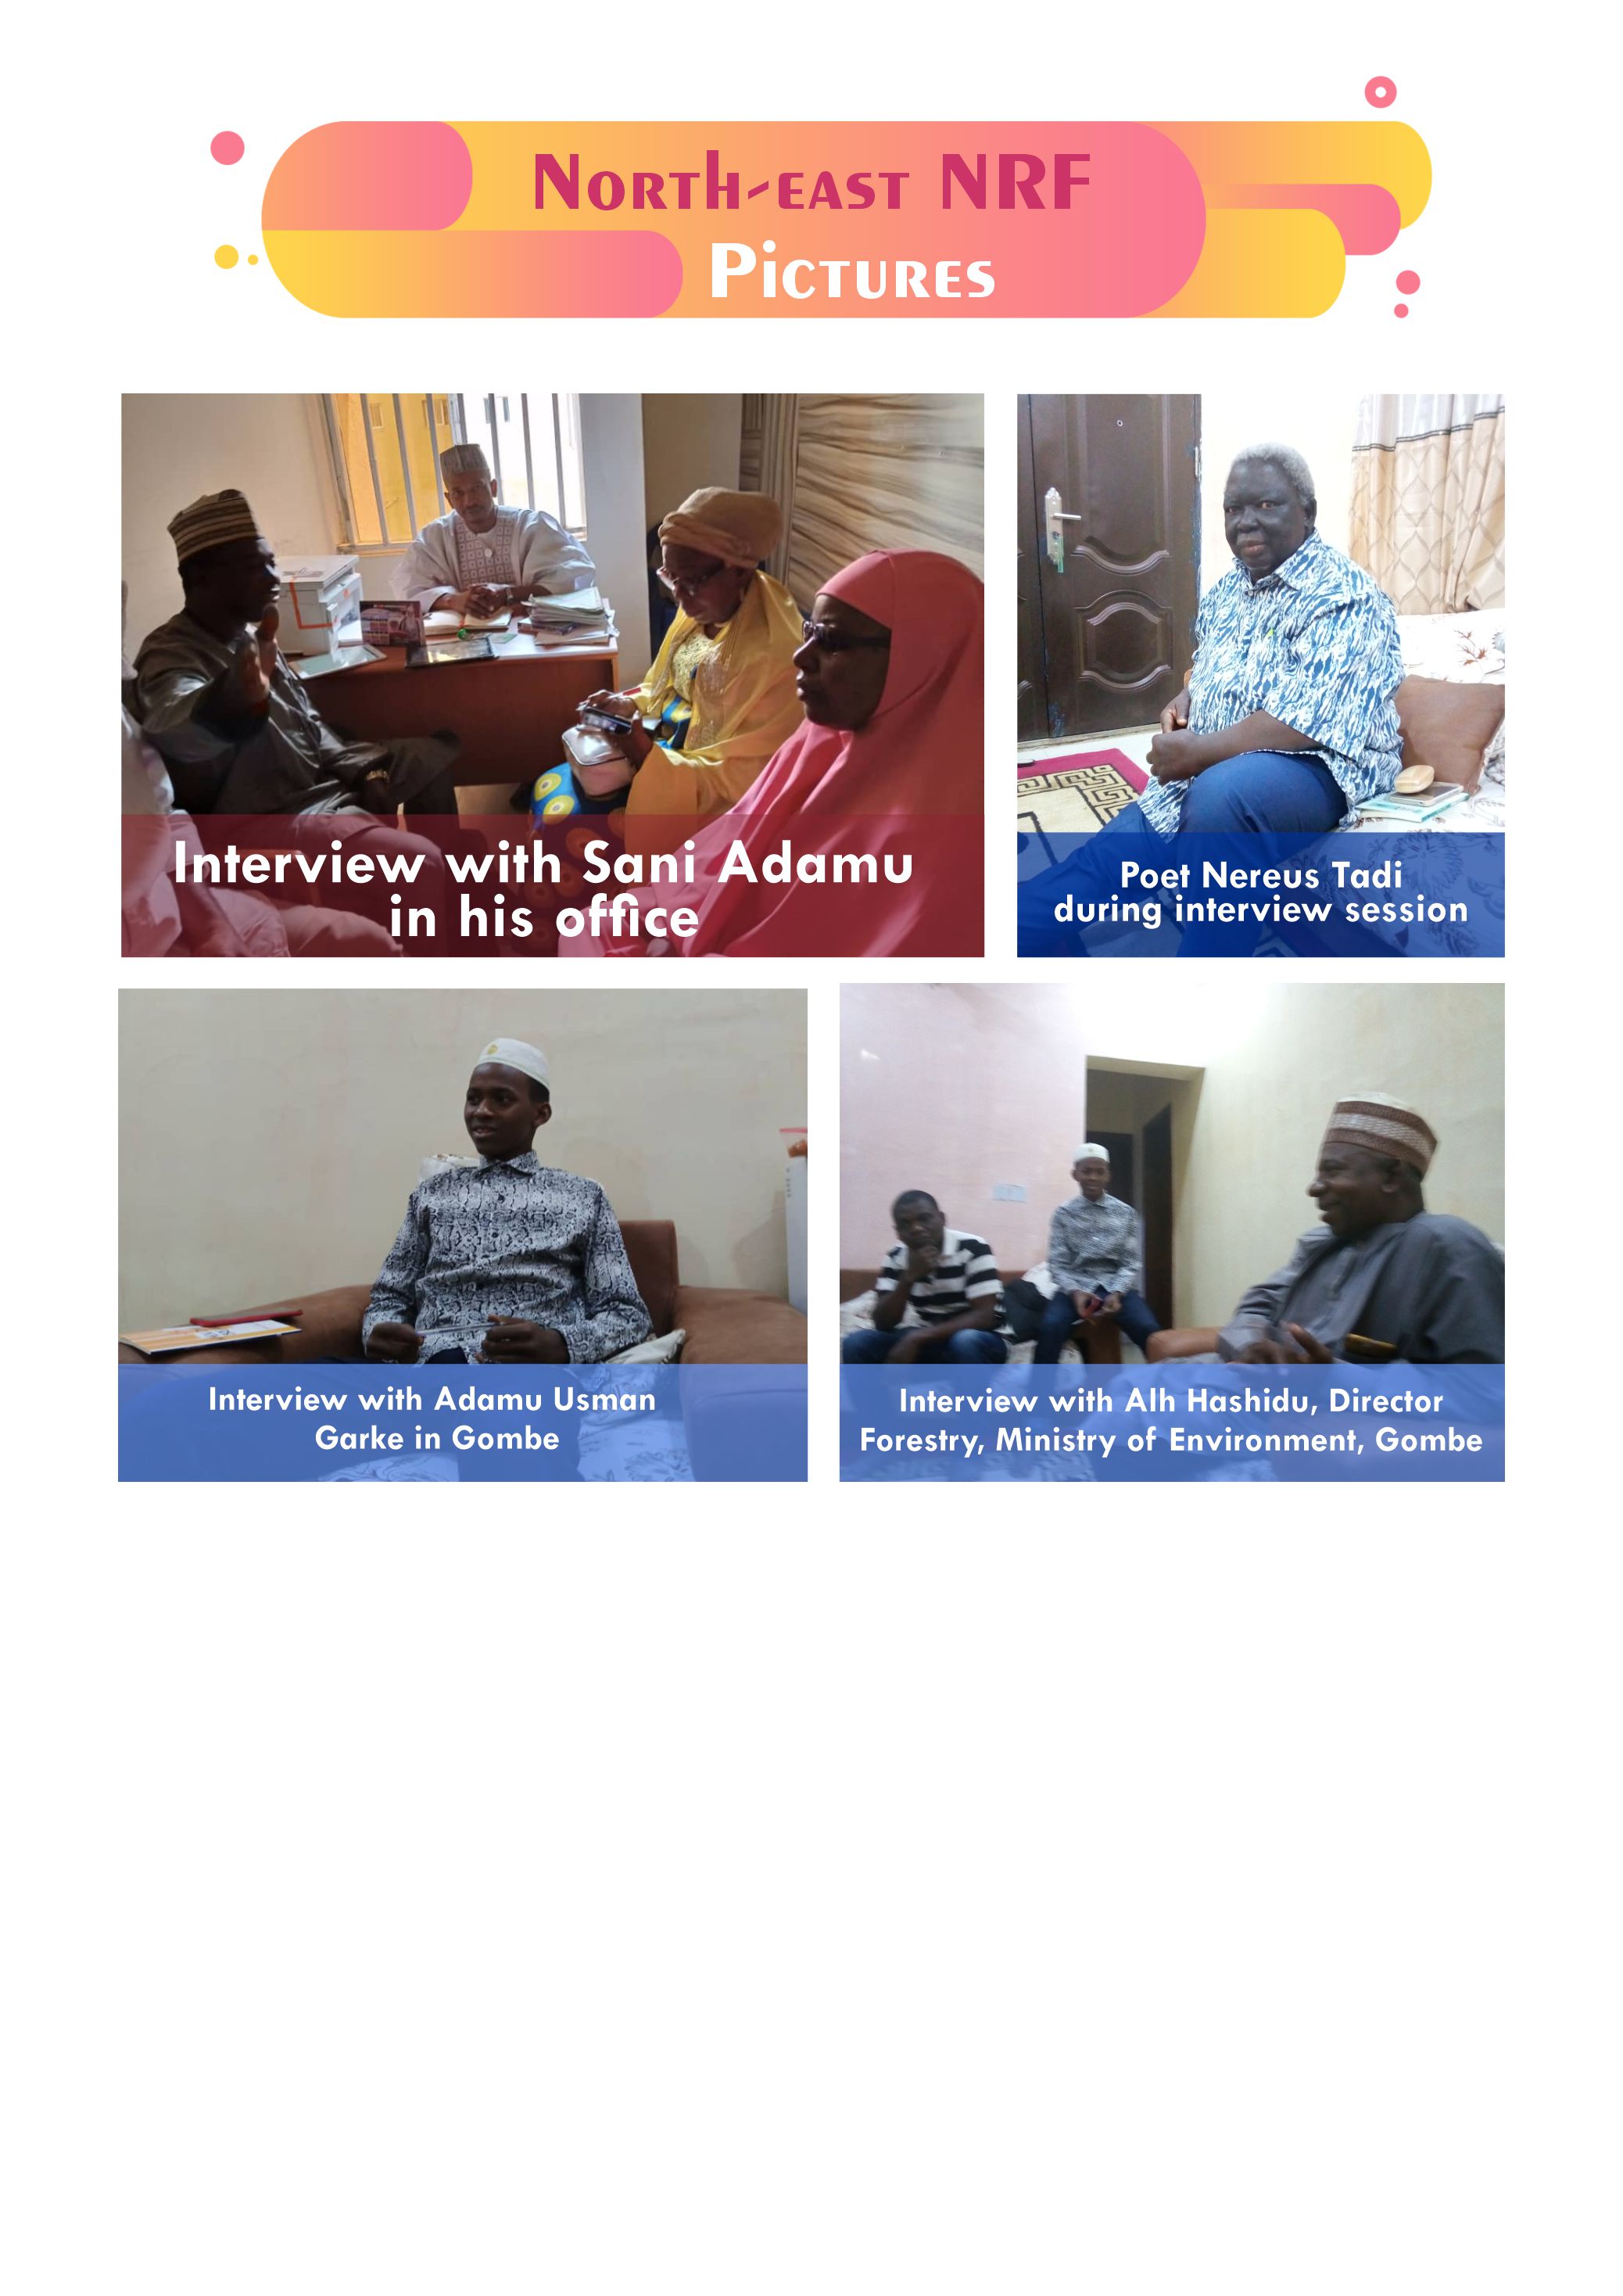 North-east NRF
Pictures
Interview with Sani Adamu
in his office
Poet Nereus Tadi
during interview session
Interview with Adamu Usman
Garke in Gombe
Interview with Alh Hashidu, Director
Forestry, Ministry of Environment, Gombe